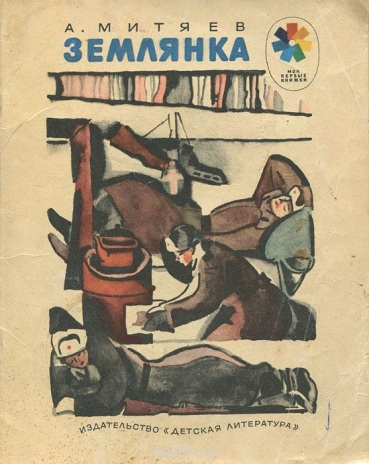 А. МИТЯЕВ
ЗЕМЛЯНКА
МОИ
ПЕРВЫЕ
КНИЖКИ
ИЗДАТЕЛЬСТВО «ДЕТСКАЯ ЛИТЕРАТУРА»